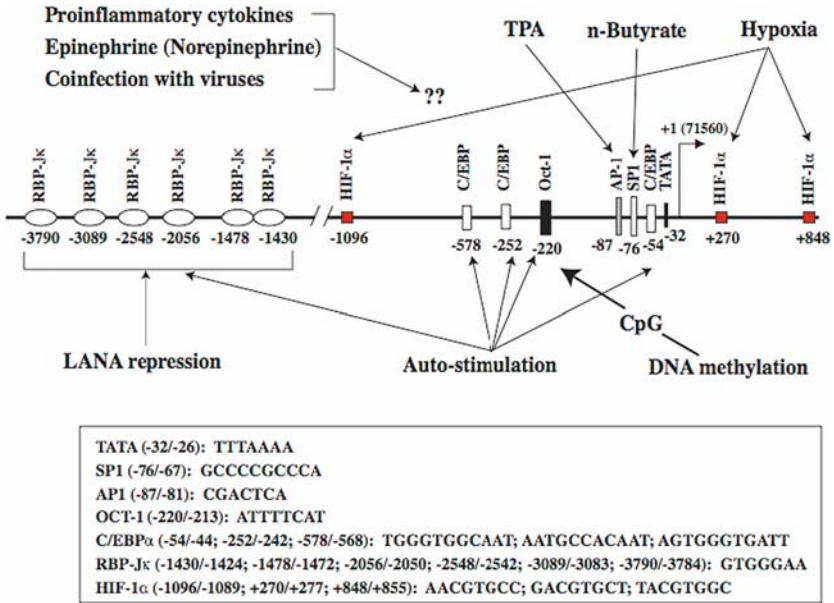 Proinflammatory cytokines
Epinephrine (Norepinephrine)
Coinfection with viruses
??
TPA
n-Butyrate
Hypoxia
+1 (71560)
RBP-Jκ RBP-Jκ RBP-Jκ RBP-Jκ RBP-Jκ RBP-Jκ HIF-1α C/EBP C/EBP Oct-1 AP-1 SP1 C/EBP TATA HIF-1α HIF-1α
-3790 -3089 -2548 -2056 -1478 -1430 -1096 -578 -252 -220 -87 -76 -54 -32 +270 +848
CpG
LANA repression
Auto-stimulation
DNA methylation
TATA (-32/-26): TTTAAAA
SP1 (-76/-67): GCCCCGCCCA
AP1 (-87/-81): CGACTCA
OCT-1 (-220/-213): ATTTTCAT
C/EBPα (-54/-44; -252/-242; -578/-568): TGGGTGGCAAT; AATGCCACAAT; AGTGGGTGATT
RBP-Jκ (-1430/-1424; -1478/-1472; -2056/-2050; -2548/-2542; -3089/-3083; -3790/-3784): GTGGGAA
HIF-1α (-1096/-1089; +270/+277; +848/+855): AACGTGCC; GACGTGCT; TACGTGGC